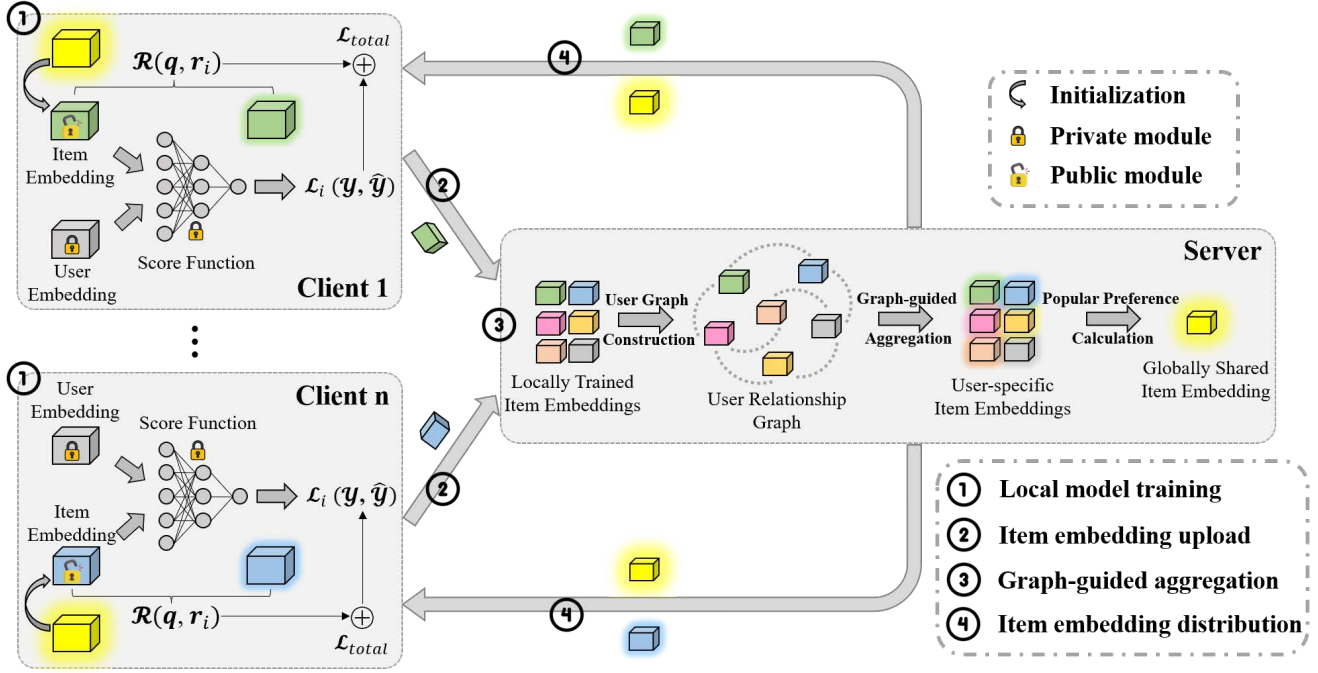 1
ℒtotal
ℛ(q, rᵢ)
Item
Embedding
ℒᵢ (𝒴, 𝒴̂)
User
Embedding
Score Function
Client 1
1
Client n
User
Embedding
Score Function
ℒᵢ (𝒴, 𝒴̂)
Item
Embedding
ℛ(q, rᵢ)
ℒtotal
4
2
2
4
Server
3
Locally Trained
Item Embeddings
User Graph
Construction
User Relationship
Graph
Graph-guided
Aggregation
User-specific
Item Embeddings
Popular Preference
Calculation
Globally Shared
Item Embedding
Initialization
Private module
Public module
1 Local model training
2 Item embedding upload
3 Graph-guided aggregation
4 Item embedding distribution